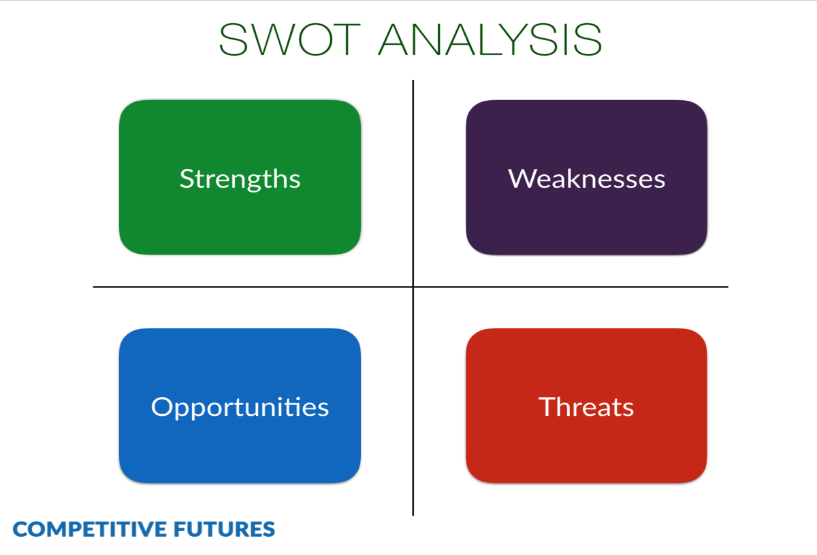 SWOT ANALYSIS
Strengths
Weaknesses
Opportunities
Threats
COMPETITIVE FUTURES